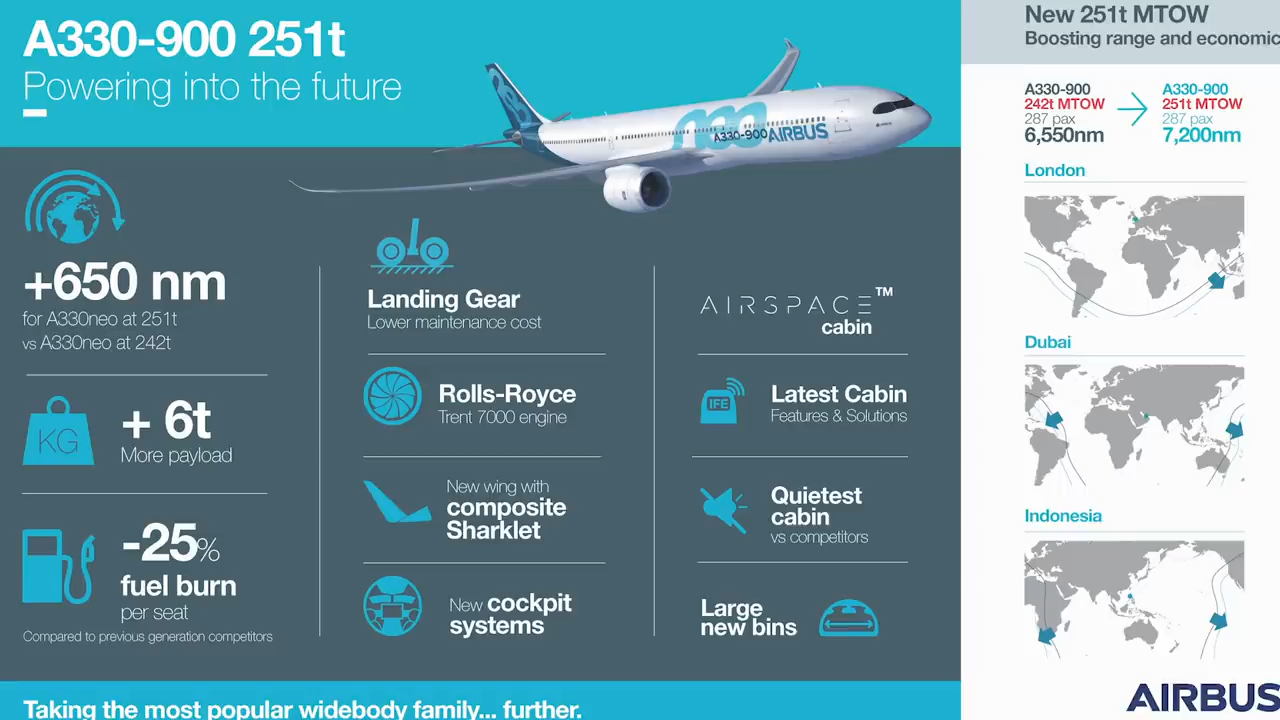 A330-900 251t
Powering into the future
A330-900 AIRBUS
+650 nm
for A330neo at 251t
vs A330neo at 242t
KG
+ 6t
More payload
-25%
fuel burn
per seat
Compared to previous generation competitors
Landing Gear
Lower maintenance cost
Rolls-Royce
Trent 7000 engine
New wing with
composite
Sharklet
New cockpit
systems
AIRSPACE™
cabin
IFE
Latest Cabin
Features & Solutions
Quietest
cabin
vs competitors
Large
new bins
Taking the most popular widebody family... further.
New 251t MTOW
Boosting range and economic
A330-900
242t MTOW
287 pax
6,550nm
A330-900
251t MTOW
287 pax
7,200nm
London
Dubai
Indonesia
AIRBUS